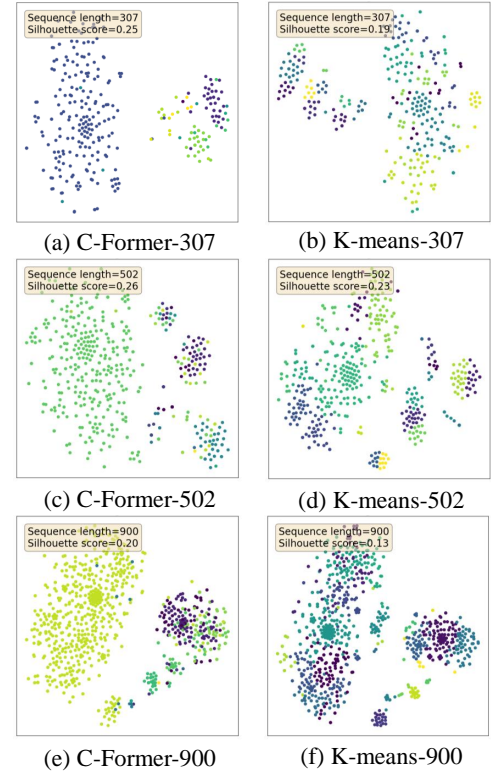 Sequence length=307
Silhouette score=0.25
Sequence length=307
Silhouette score=0.19
(a) C-Former-307
(b) K-means-307
Sequence length=502
Silhouette score=0.26
Sequence length=502
Silhouette score=0.23
(c) C-Former-502
(d) K-means-502
Sequence length=900
Silhouette score=0.20
Sequence length=900
Silhouette score=0.13
(e) C-Former-900
(f) K-means-900